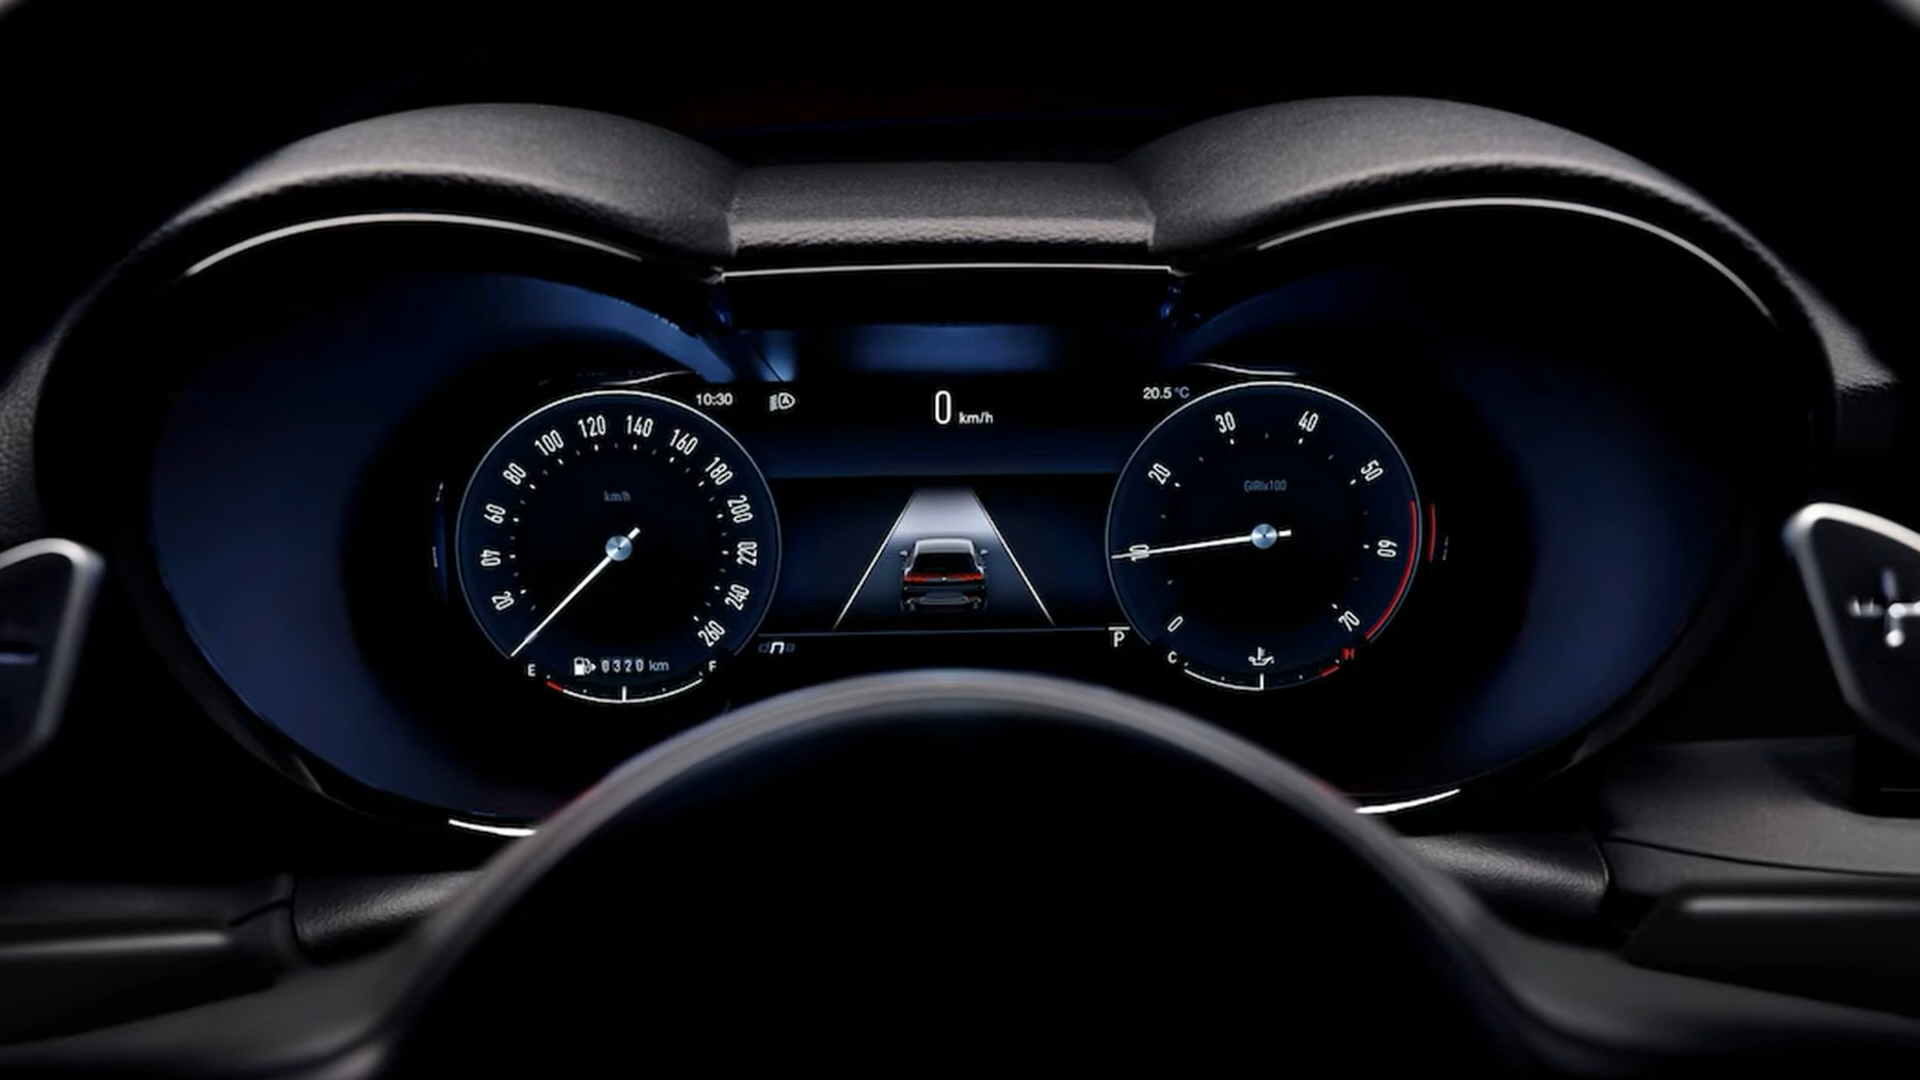 10:30
0 km/h
20.5 °C
20 40 60 80 100 120 140 160 180 200 220 240 260
km/h
0 10 20 30 40 50 60 70
GIRIx100
E 0320 km F
dna
P
C H